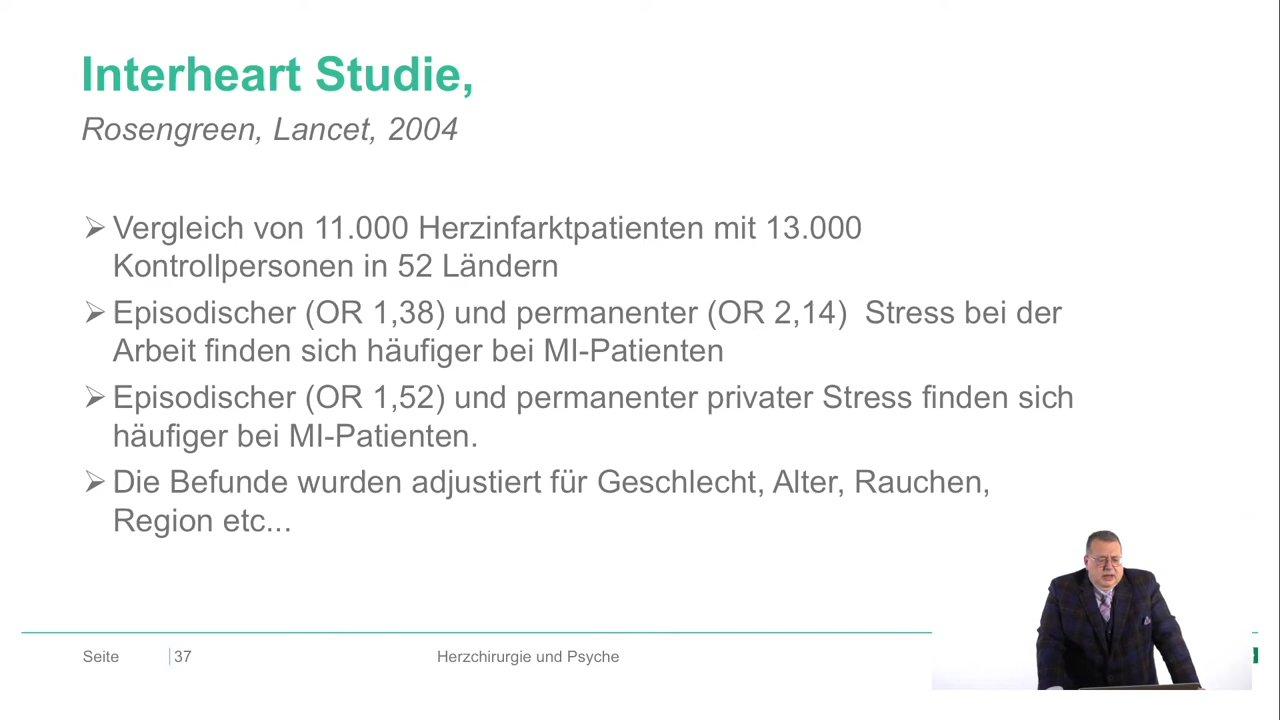 Interheart Studie,
Rosengreen, Lancet, 2004
➢ Vergleich von 11.000 Herzinfarktpatienten mit 13.000
Kontrollpersonen in 52 Ländern
➢ Episodischer (OR 1,38) und permanenter (OR 2,14)  Stress bei der
Arbeit finden sich häufiger bei MI-Patienten
➢ Episodischer (OR 1,52) und permanenter privater Stress finden sich
häufiger bei MI-Patienten.
➢ Die Befunde wurden adjustiert für Geschlecht, Alter, Rauchen,
Region etc...
Seite | 37 Herzchirurgie und Psyche